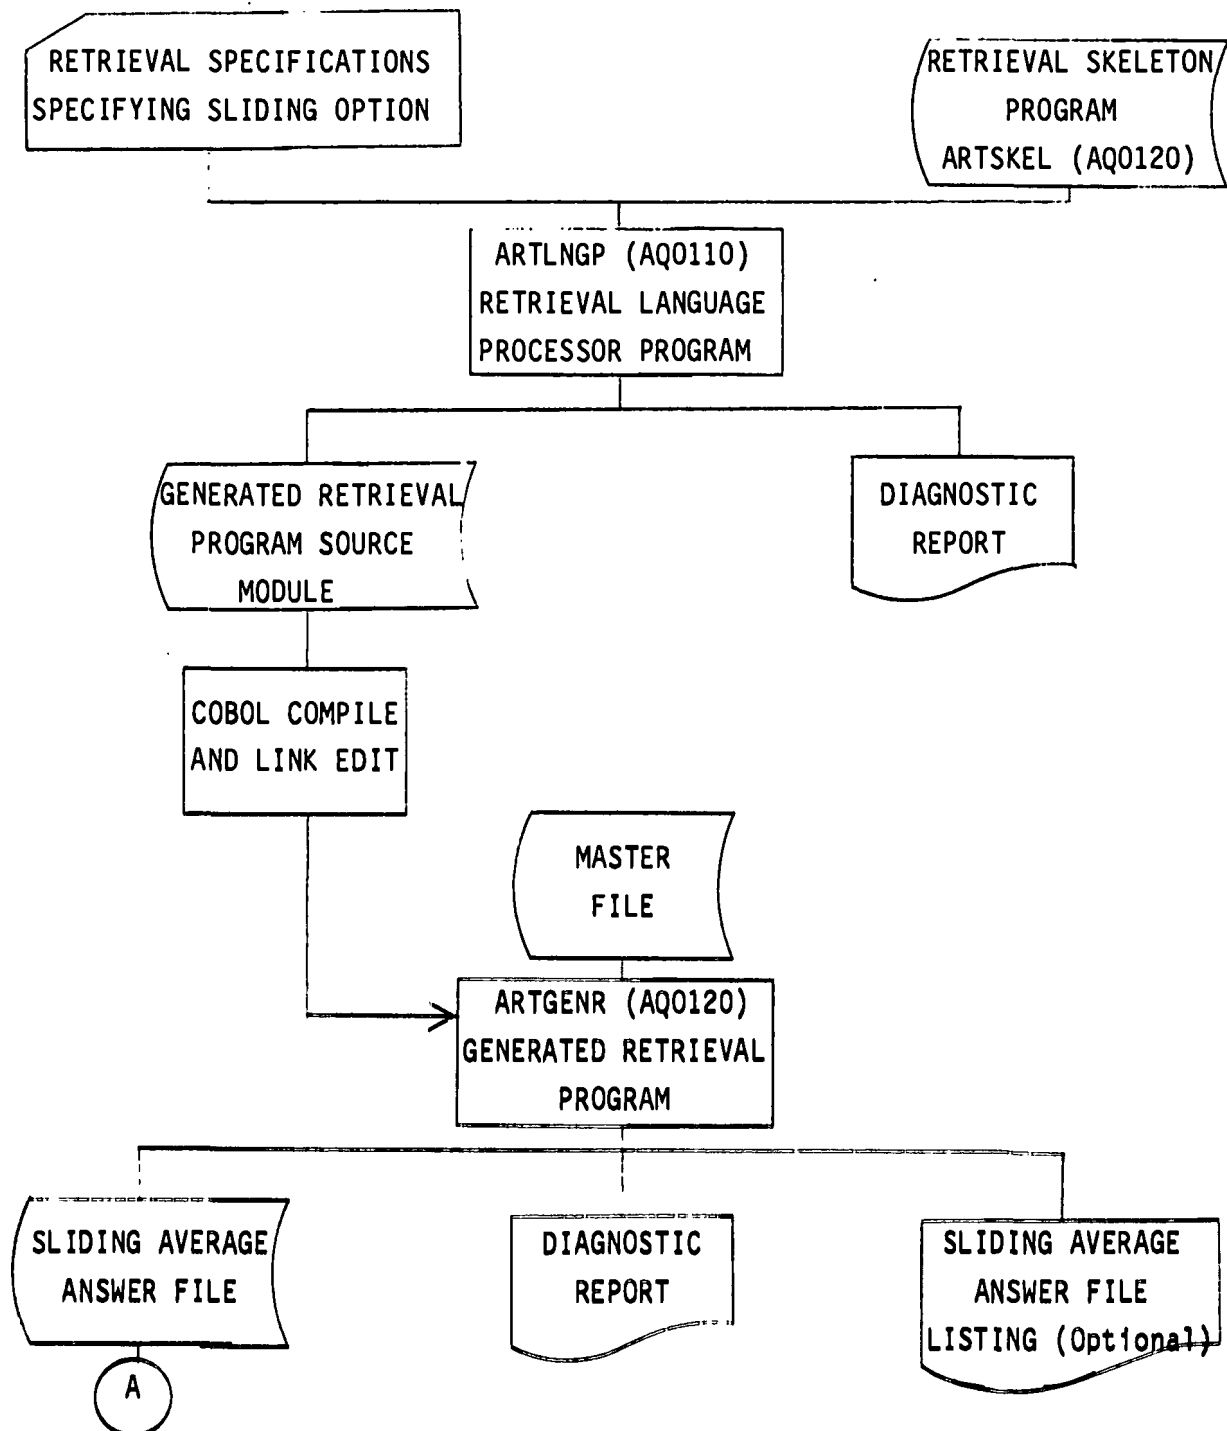 RETRIEVAL SPECIFICATIONS
SPECIFYING SLIDING OPTION
RETRIEVAL SKELETON
PROGRAM
ARTSKEL (AQ0120)
ARTLNGP (AQ0110)
RETRIEVAL LANGUAGE
PROCESSOR PROGRAM
GENERATED RETRIEVAL
PROGRAM SOURCE
MODULE
DIAGNOSTIC
REPORT
COBOL COMPILE
AND LINK EDIT
MASTER
FILE
ARTGENR (AQ0120)
GENERATED RETRIEVAL
PROGRAM
SLIDING AVERAGE
ANSWER FILE
DIAGNOSTIC
REPORT
SLIDING AVERAGE
ANSWER FILE
LISTING (Optional)
A